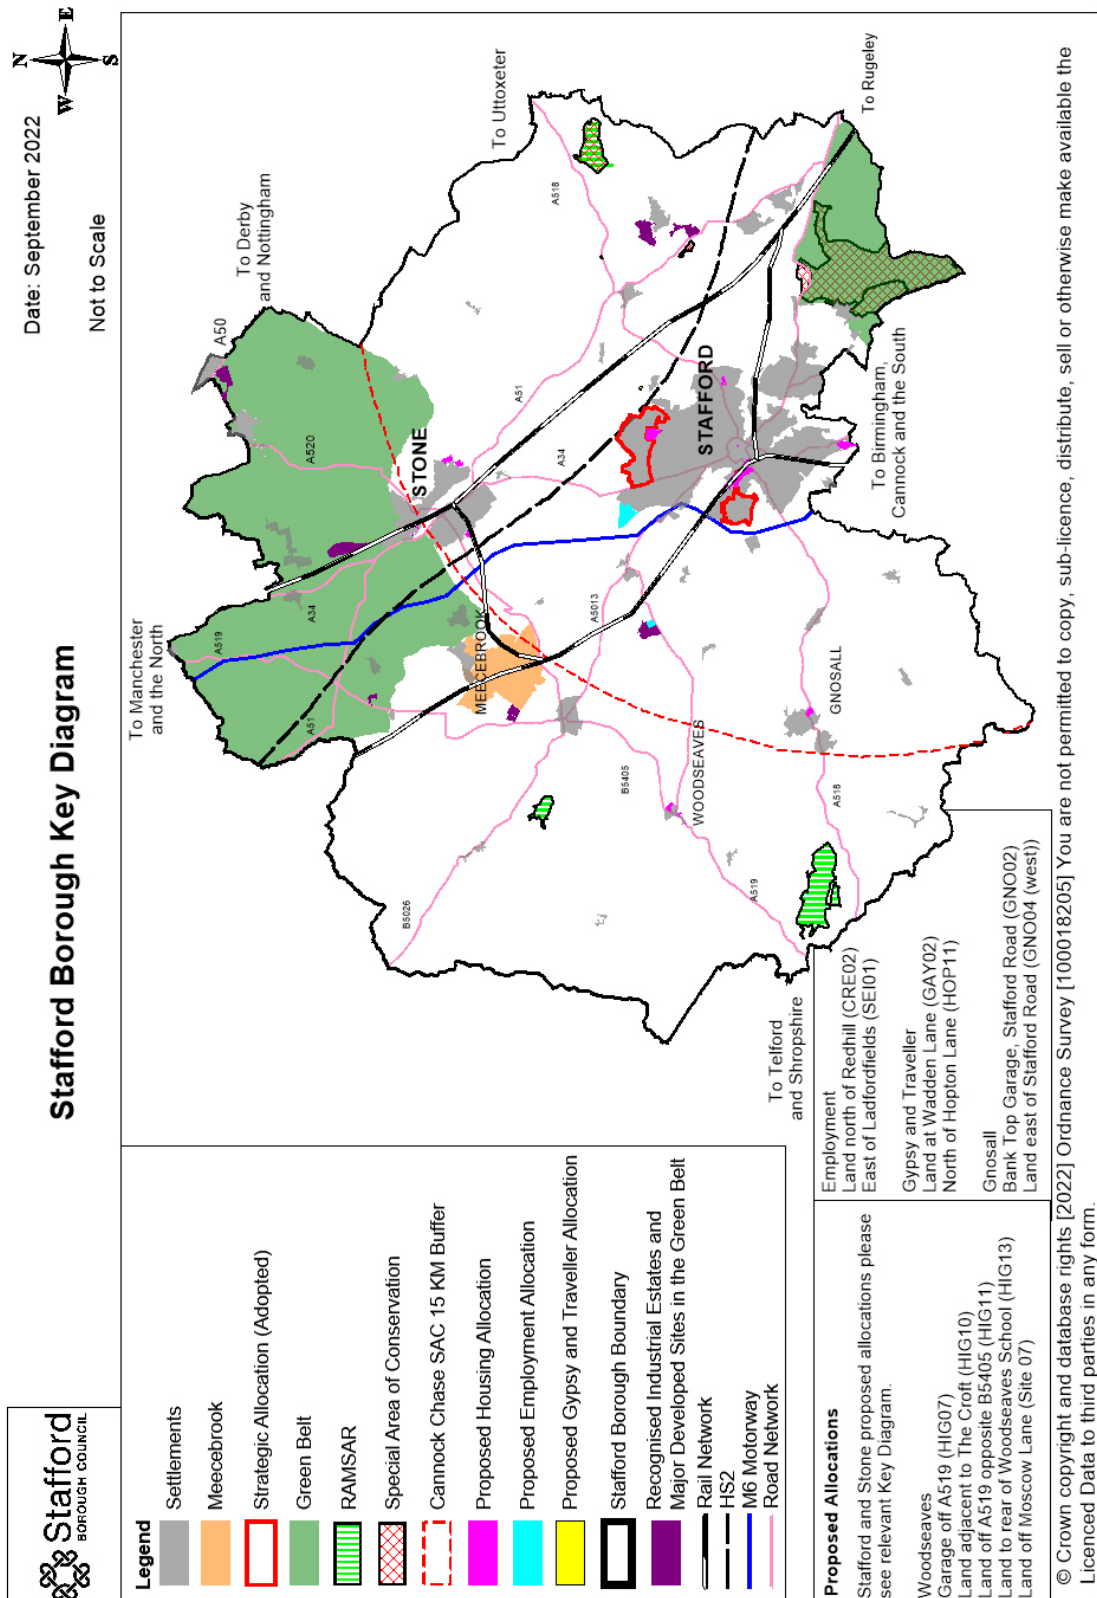 Stafford
BOROUGH COUNCIL
Stafford Borough Key Diagram
Date: September 2022
Not to Scale
N
E
S
W
Legend
Settlements
Meecebrook
Strategic Allocation (Adopted)
Green Belt
RAMSAR
Special Area of Conservation
Cannock Chase SAC 15 KM Buffer
Proposed Housing Allocation
Proposed Employment Allocation
Proposed Gypsy and Traveller Allocation
Stafford Borough Boundary
Recognised Industrial Estates and
Major Developed Sites in the Green Belt
Rail Network
HS2
M6 Motorway
Road Network
To Manchester
and the North
To Derby
and Nottingham
To Uttoxeter
To Rugeley
To Birmingham,
Cannock and the South
To Telford
and Shropshire
A519
A34
A51
A520
A50
STONE
MEECEBROOK
A51
A518
A34
A5013
STAFFORD
B5026
B5405
WOODSEAVES
GNOSALL
A519
A518
Proposed Allocations
Stafford and Stone proposed allocations please
see relevant Key Diagram.
Woodseaves
Garage off A519 (HIG07)
Land adjacent to The Croft (HIG10)
Land off A519 opposite B5405 (HIG11)
Land to rear of Woodseaves School (HIG13)
Land off Moscow Lane (Site 07)
Employment
Land north of Redhill (CRE02)
East of Ladfordfields (SEI01)
Gypsy and Traveller
Land at Wadden Lane (GAY02)
North of Hopton Lane (HOP11)
Gnosall
Bank Top Garage, Stafford Road (GNO02)
Land east of Stafford Road (GNO04 (west))
© Crown copyright and database rights [2022] Ordnance Survey [100018205] You are not permitted to copy, sub-licence, distribute, sell or otherwise make available the
Licenced Data to third parties in any form.